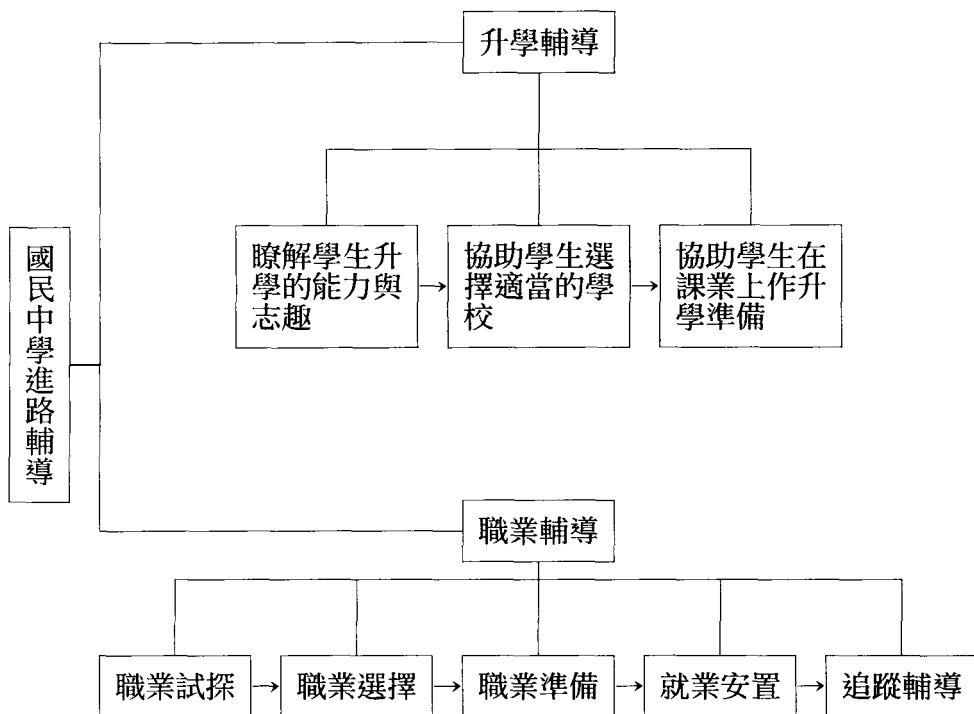 國民中學進路輔導
升學輔導
瞭解學生升
學的能力與
志趣
協助學生選
擇適當的學
校
協助學生在
課業上作升
學準備
職業輔導
職業試探
職業選擇
職業準備
就業安置
追蹤輔導